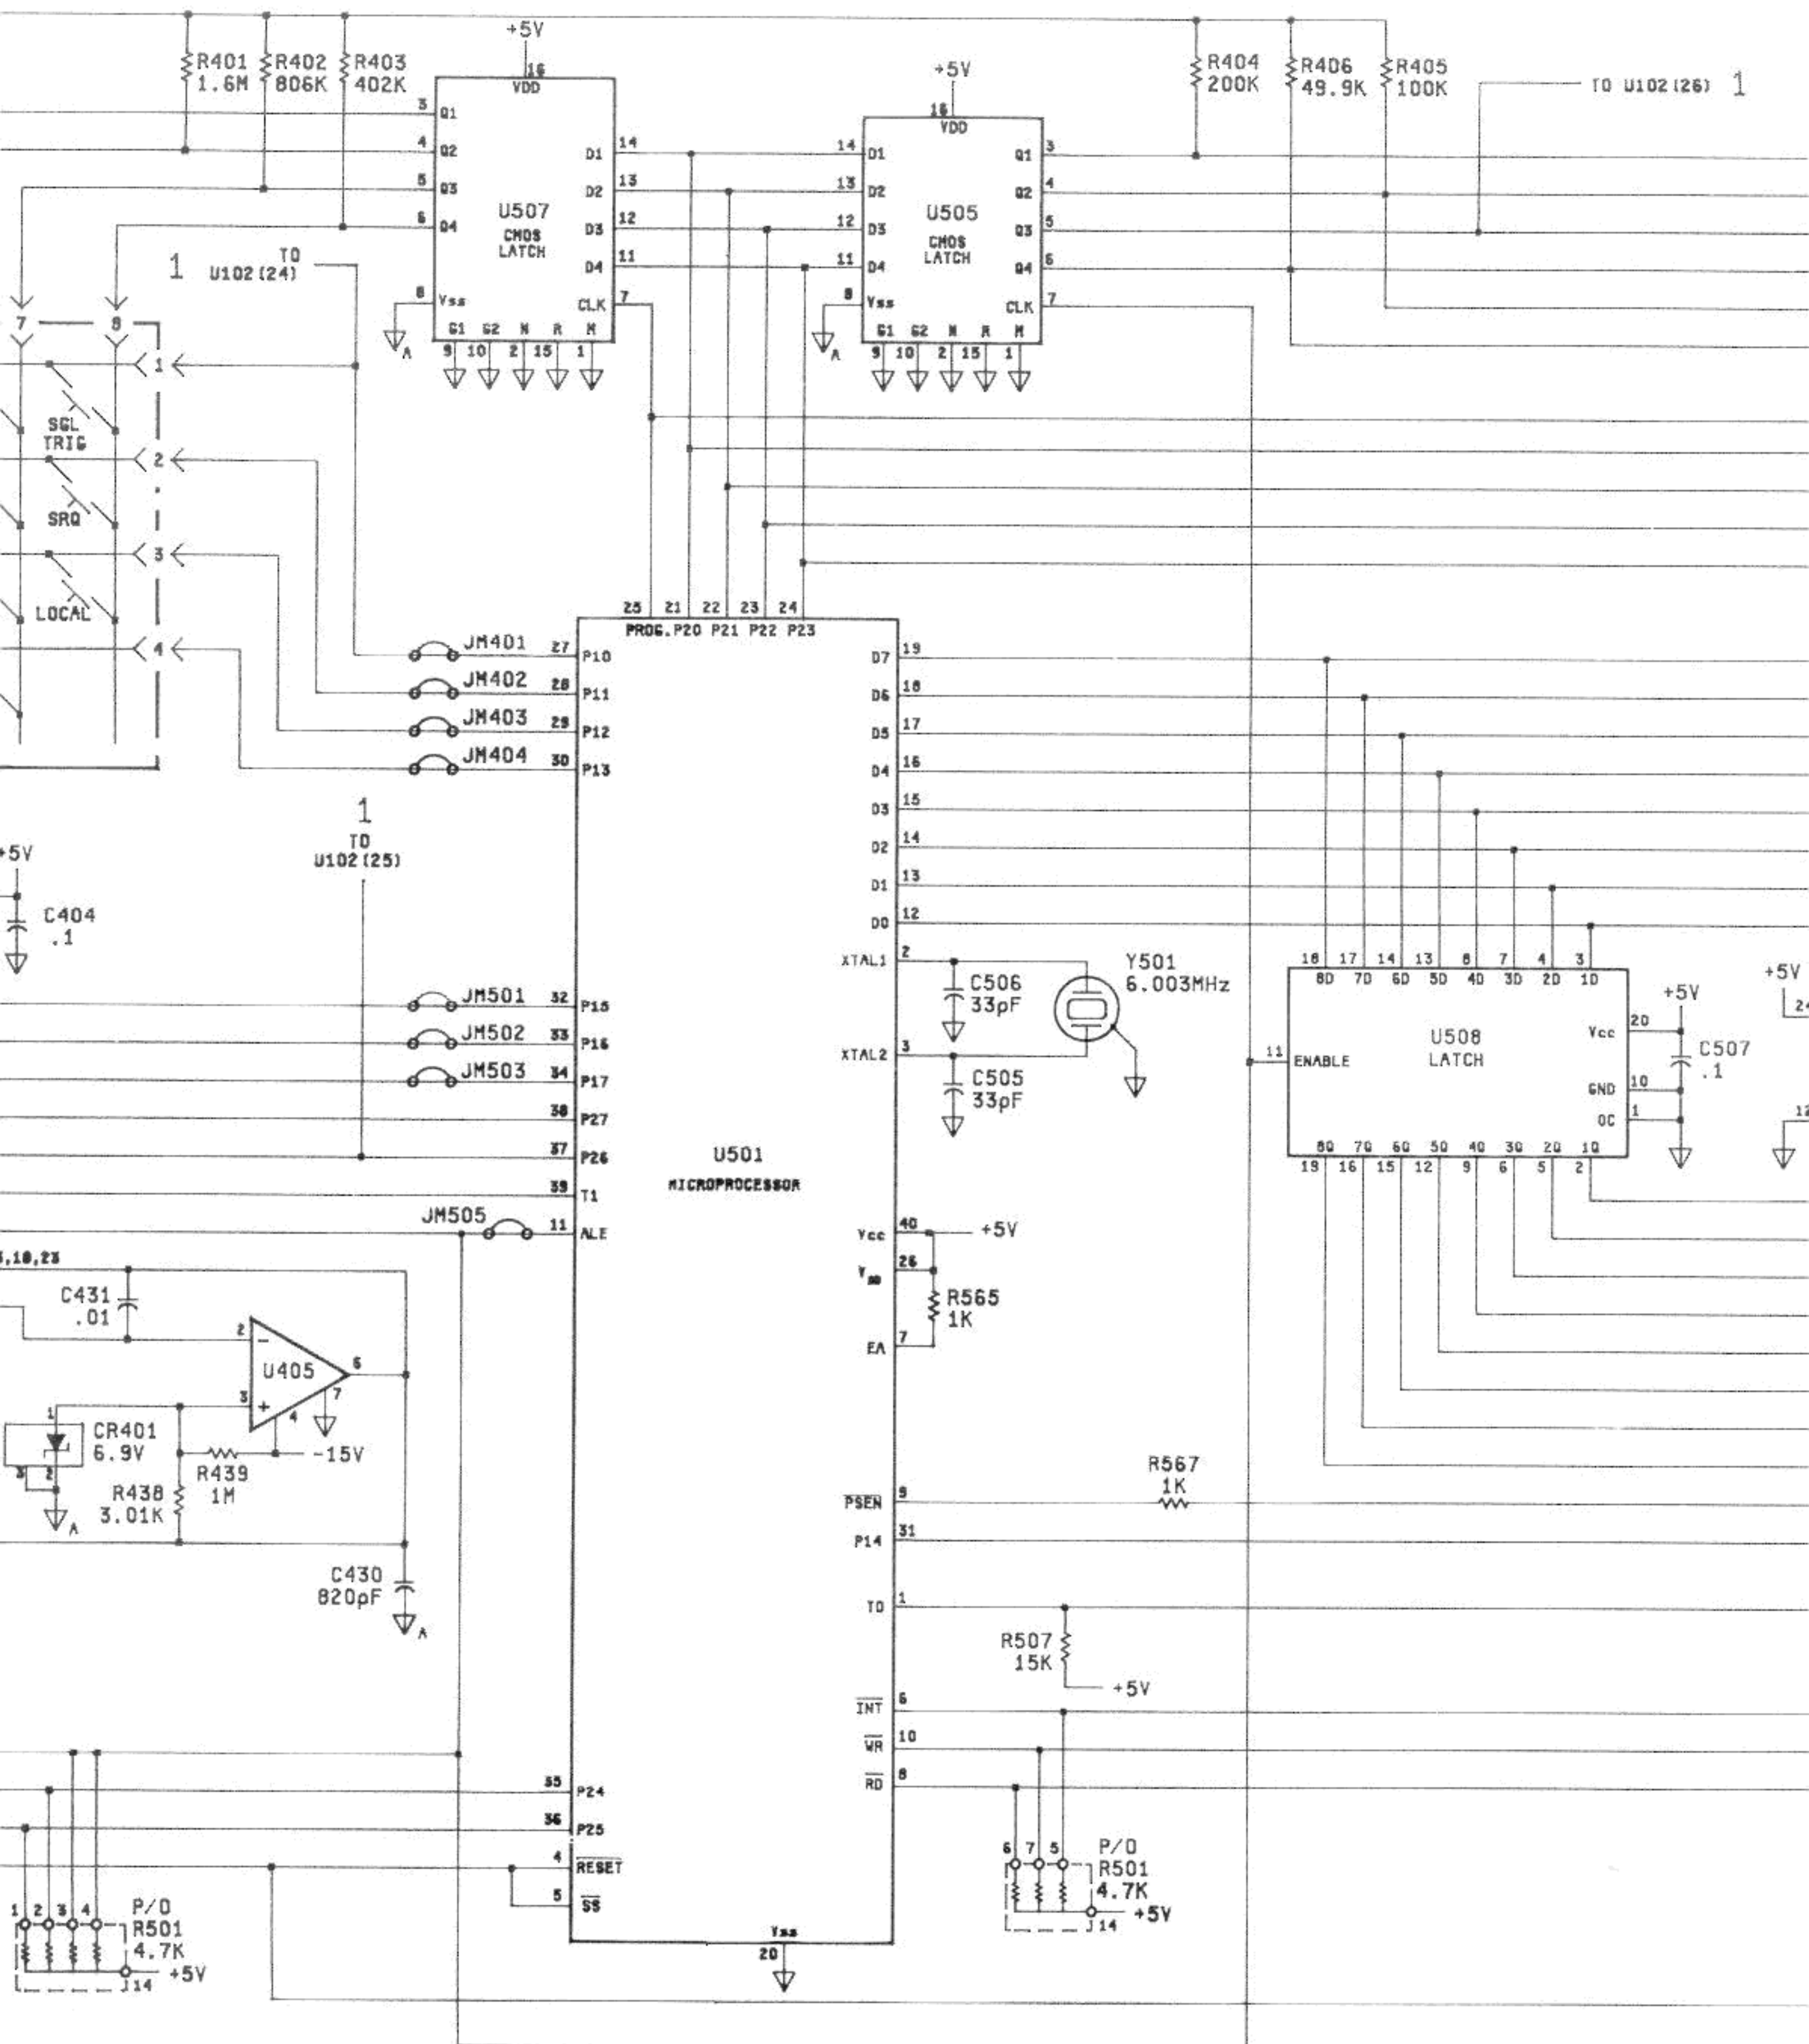 +5V
R401
1.6M
R402
806K
R403
402K
16
VDD
3 Q1
4 Q2
5 Q3
6 Q4
U507
CMOS
LATCH
D1 14
D2 13
D3 12
D4 11
8 Vss
CLK 7
G1 G2 N R M
9 10 2 15 1
A
+5V
16
VDD
14 D1
13 D2
12 D3
11 D4
U505
CMOS
LATCH
Q1 3
Q2 4
Q3 5
Q4 6
8 Vss
CLK 7
G1 G2 N R M
9 10 2 15 1
A
R404
200K
R406
49.9K
R405
100K
TO U102(26) 1
1 TO
U102(24)
7 8
1
SGL
TRIG
2
SRQ
3
LOCAL
4
25 21 22 23 24
PROG. P20 P21 P22 P23
JM401 27 P10
JM402 28 P11
JM403 29 P12
JM404 30 P13
1
TO
U102(25)
+5V
C404
.1
JM501 32 P15
JM502 33 P16
JM503 34 P17
38 P27
37 P26
39 T1
JM505 11 ALE
U501
MICROPROCESSOR
D7 19
D6 18
D5 17
D4 16
D3 15
D2 14
D1 13
D0 12
XTAL1 2
C506
33pF
Y501
6.003MHz
XTAL2 3
C505
33pF
18 17 14 13 8 7 4 3
8D 7D 6D 5D 4D 3D 2D 1D
11 ENABLE
U508
LATCH
Vcc 20
GND 10
OC 1
+5V
C507
.1
8Q 7Q 6Q 5Q 4Q 3Q 2Q 1Q
19 16 15 12 9 6 5 2
+5V
24
12
Vcc 40 +5V
26
R565
1K
EA 7
,18,23
C431
.01
2 −
U405
6
3 +
4
7
1
CR401
6.9V
3 2
A
-15V
R439
1M
R438
3.01K
C430
820pF
A
PSEN 9
R567
1K
P14 31
T0 1
R507
15K
+5V
INT 6
WR 10
RD 8
35 P24
36 P25
4 RESET
5 SS
Vss
20
1 2 3 4
P/O
R501
4.7K
+5V
14
6 7 5
P/O
R501
4.7K
+5V
14